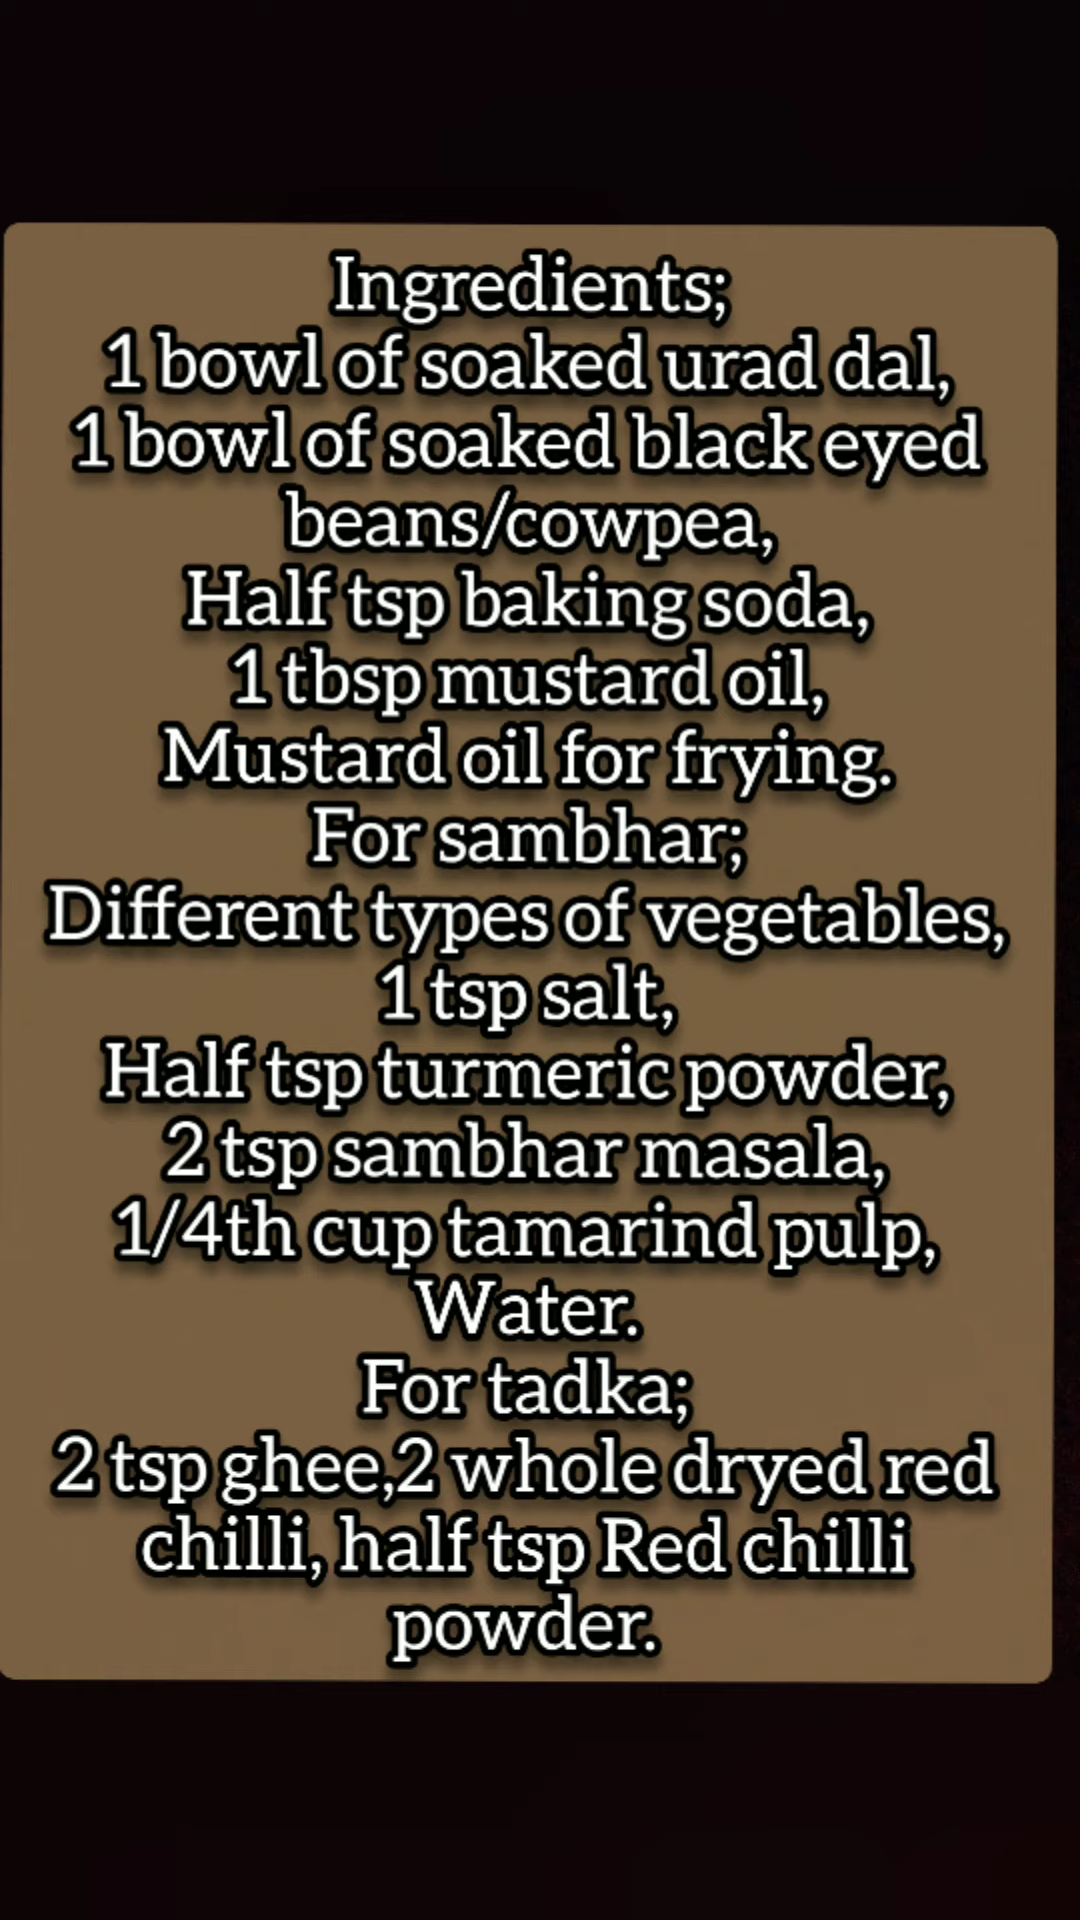 Ingredients;
1 bowl of soaked urad dal,
1 bowl of soaked black eyed
beans/cowpea,
Half tsp baking soda,
1 tbsp mustard oil,
Mustard oil for frying.
For sambhar;
Different types of vegetables,
1 tsp salt,
Half tsp turmeric powder,
2 tsp sambhar masala,
1/4th cup tamarind pulp,
Water.
For tadka;
2 tsp ghee,2 whole dryed red
chilli, half tsp Red chilli
powder.